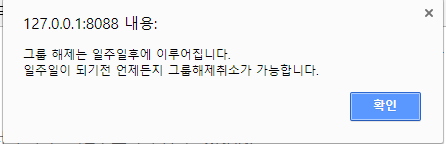 127.0.0.1:8088 내용:
그룹 해제는 일주일후에 이루어집니다.
일주일이 되기전 언제든지 그룹해제취소가 가능합니다.
확인